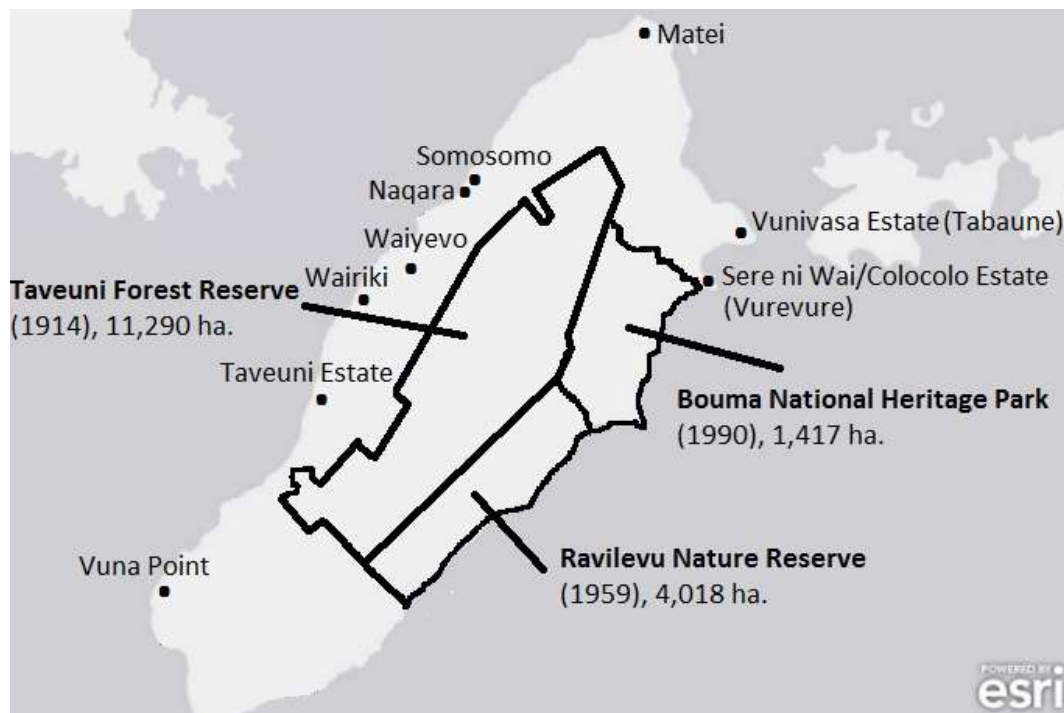 Matei
Somosomo
Naqara
Waiyevo
Vunivasa Estate (Tabaune)
Wairiki
Sere ni Wai/Colocolo Estate
(Vurevure)
Taveuni Forest Reserve
(1914), 11,290 ha.
Taveuni Estate
Bouma National Heritage Park
(1990), 1,417 ha.
Ravilevu Nature Reserve
(1959), 4,018 ha.
Vuna Point
POWERED BY
esri